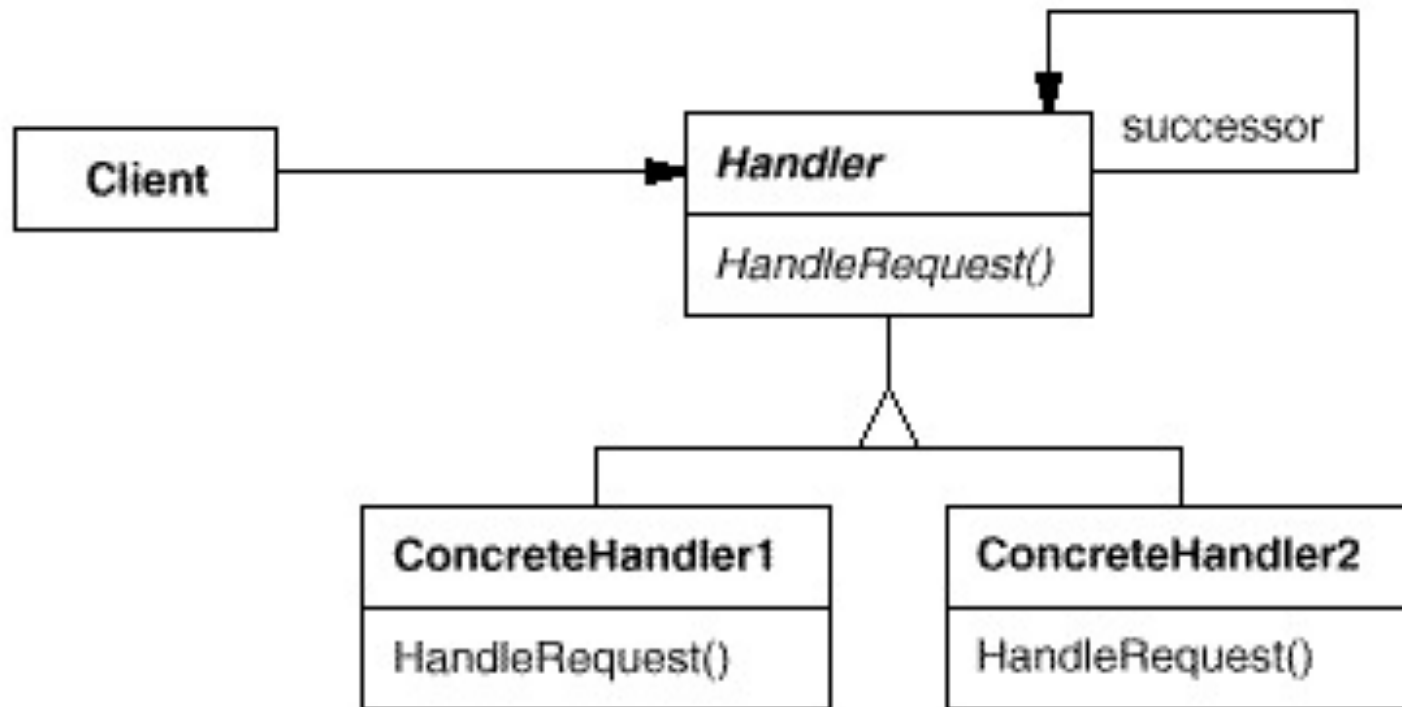 successor
Client
Handler
HandleRequest()
ConcreteHandler1
ConcreteHandler2
HandleRequest()
HandleRequest()